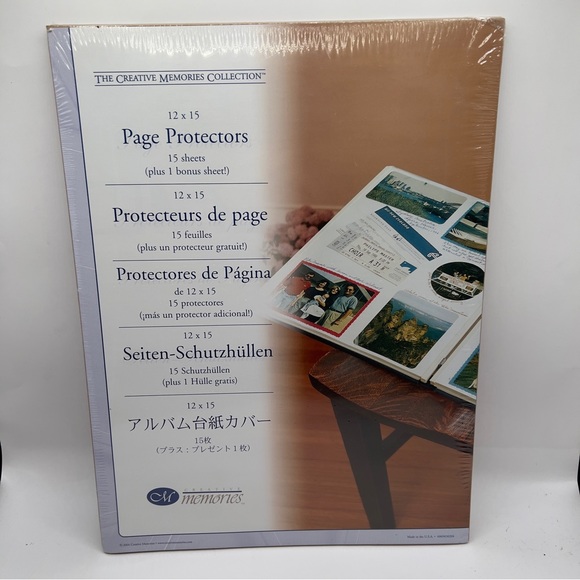 THE CREATIVE MEMORIES COLLECTION™
12 x 15
Page Protectors
15 sheets
(plus 1 bonus sheet!)
12 x 15
Protecteurs de page
15 feuilles
(plus un protecteur gratuit!)
Protectores de Página
de 12 x 15
15 protectores
(¡más un protector adicional!)
12 x 15
Seiten-Schutzhüllen
15 Schutzhüllen
(plus 1 Hülle gratis)
12 x 15
アルバム台紙カバー
15枚
(プラス:プレゼント1枚)
CM
CREATIVE
memories™